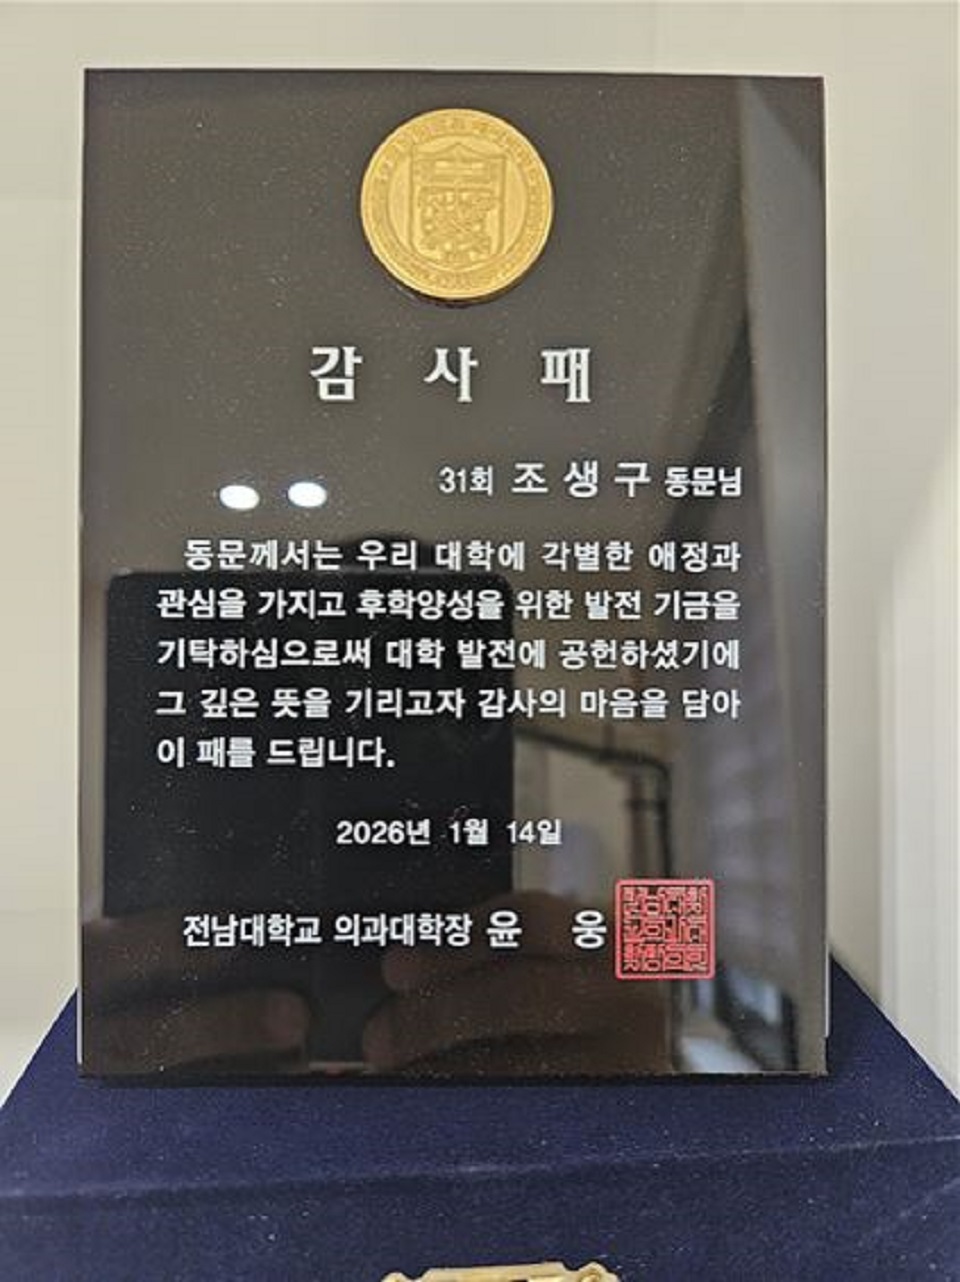 감 사 패
31회 조 생 구 동문님
동문께서는 우리 대학에 각별한 애정과
관심을 가지고 후학양성을 위한 발전 기금을
기탁하심으로써 대학 발전에 공헌하셨기에
그 깊은 뜻을 기리고자 감사의 마음을 담아
이 패를 드립니다.
2026년 1월 14일
전남대학교 의과대학장 윤 웅